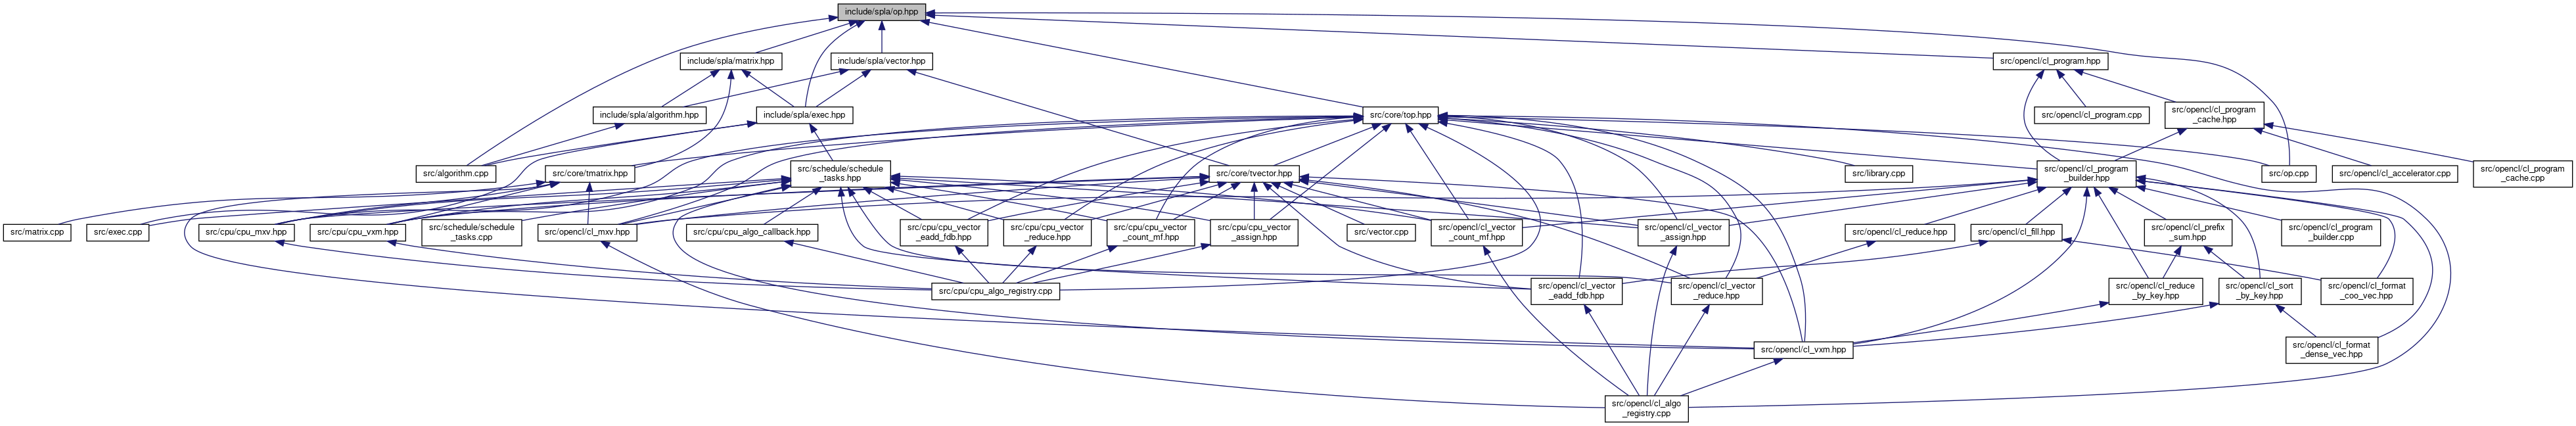 include/spla/op.hpp
include/spla/matrix.hpp
include/spla/vector.hpp
src/opencl/cl_program.hpp
include/spla/algorithm.hpp
include/spla/exec.hpp
src/core/top.hpp
src/opencl/cl_program.cpp
src/opencl/cl_program
_cache.hpp
src/algorithm.cpp
src/core/tmatrix.hpp
src/schedule/schedule
_tasks.hpp
src/core/tvector.hpp
src/library.cpp
src/opencl/cl_program
_builder.hpp
src/op.cpp
src/opencl/cl_accelerator.cpp
src/opencl/cl_program
_cache.cpp
src/matrix.cpp
src/exec.cpp
src/cpu/cpu_mxv.hpp
src/cpu/cpu_vxm.hpp
src/schedule/schedule
_tasks.cpp
src/opencl/cl_mxv.hpp
src/cpu/cpu_algo_callback.hpp
src/cpu/cpu_vector
_eadd_fdb.hpp
src/cpu/cpu_vector
_reduce.hpp
src/cpu/cpu_vector
_count_mf.hpp
src/cpu/cpu_vector
_assign.hpp
src/vector.cpp
src/opencl/cl_vector
_count_mf.hpp
src/opencl/cl_vector
_assign.hpp
src/opencl/cl_reduce.hpp
src/opencl/cl_fill.hpp
src/opencl/cl_prefix
_sum.hpp
src/opencl/cl_program
_builder.cpp
src/cpu/cpu_algo_registry.cpp
src/opencl/cl_vector
_eadd_fdb.hpp
src/opencl/cl_vector
_reduce.hpp
src/opencl/cl_reduce
_by_key.hpp
src/opencl/cl_sort
_by_key.hpp
src/opencl/cl_format
_coo_vec.hpp
src/opencl/cl_vxm.hpp
src/opencl/cl_format
_dense_vec.hpp
src/opencl/cl_algo
_registry.cpp